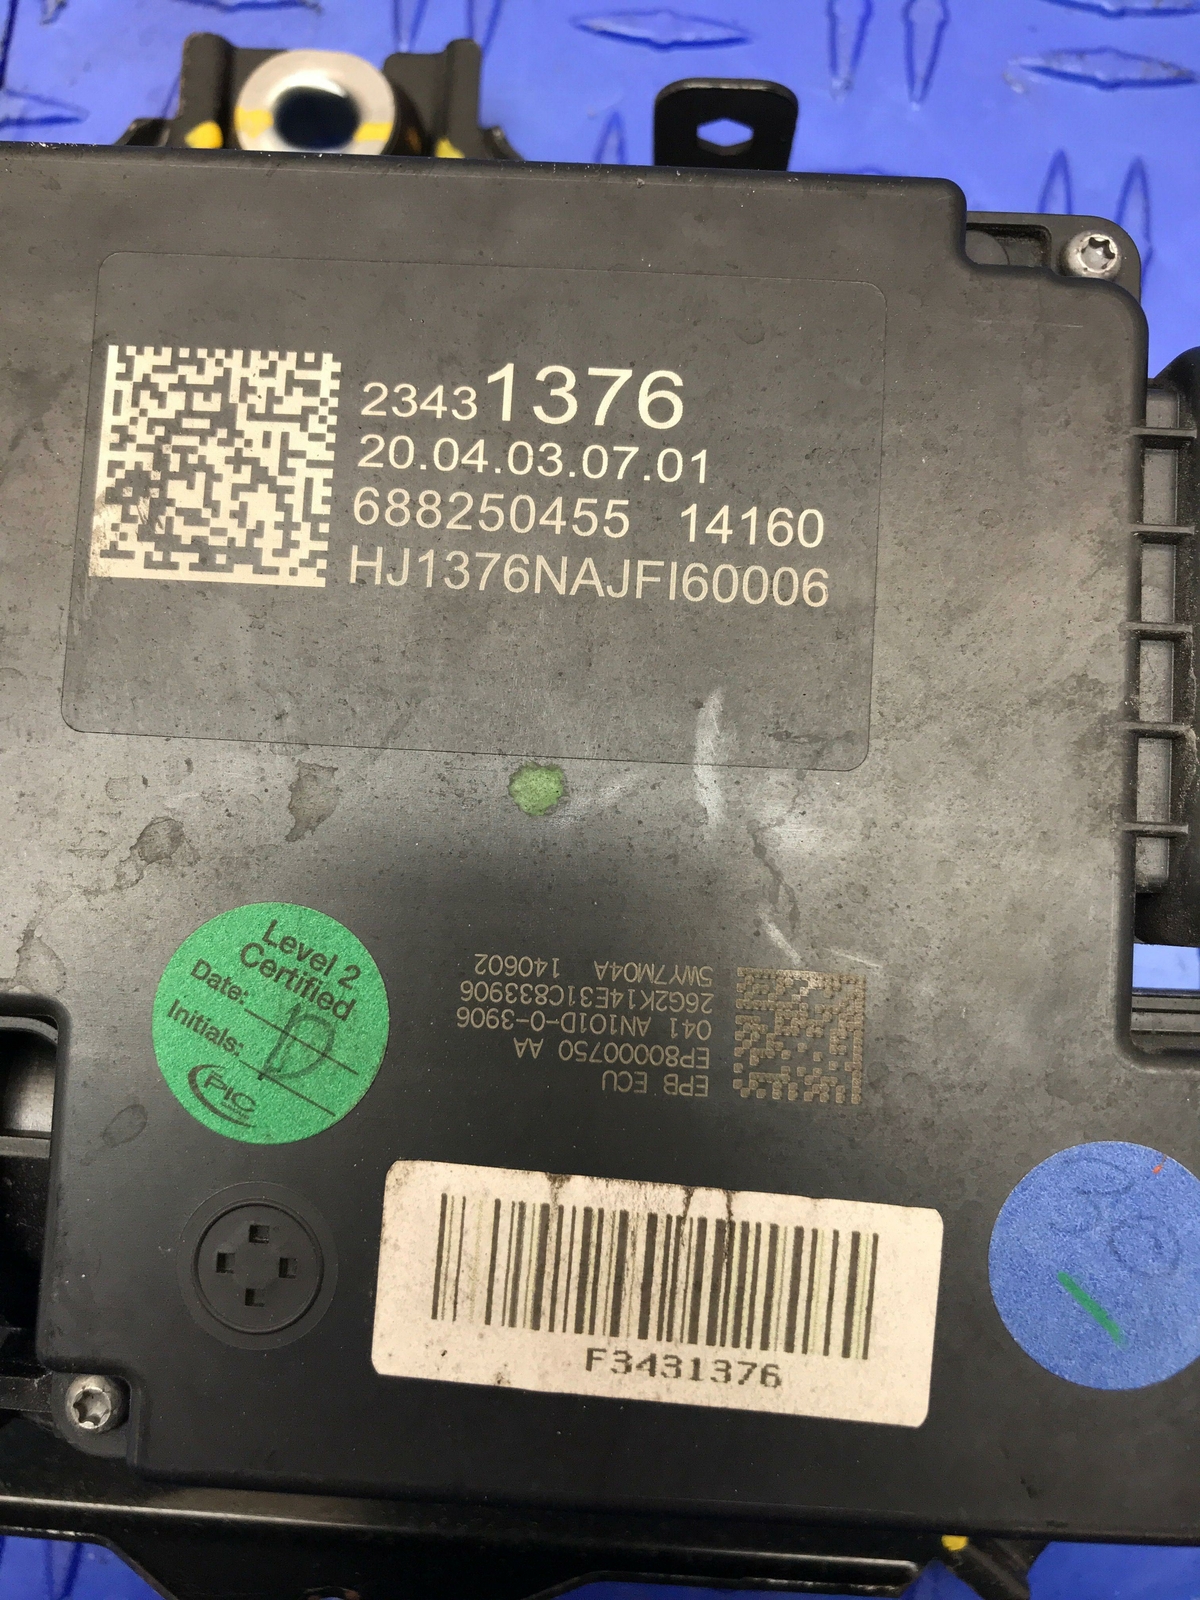 23431376
20.04.03.07.01
688250455 14160
HJ1376NAJFI60006
Level 2
Certified
Date:
Initials:
PIC
EPB ECU
EP80000750 AA
041 AN101D-0-3906
26G2K14E31C833906
5WY7M04A 140602
F3431376